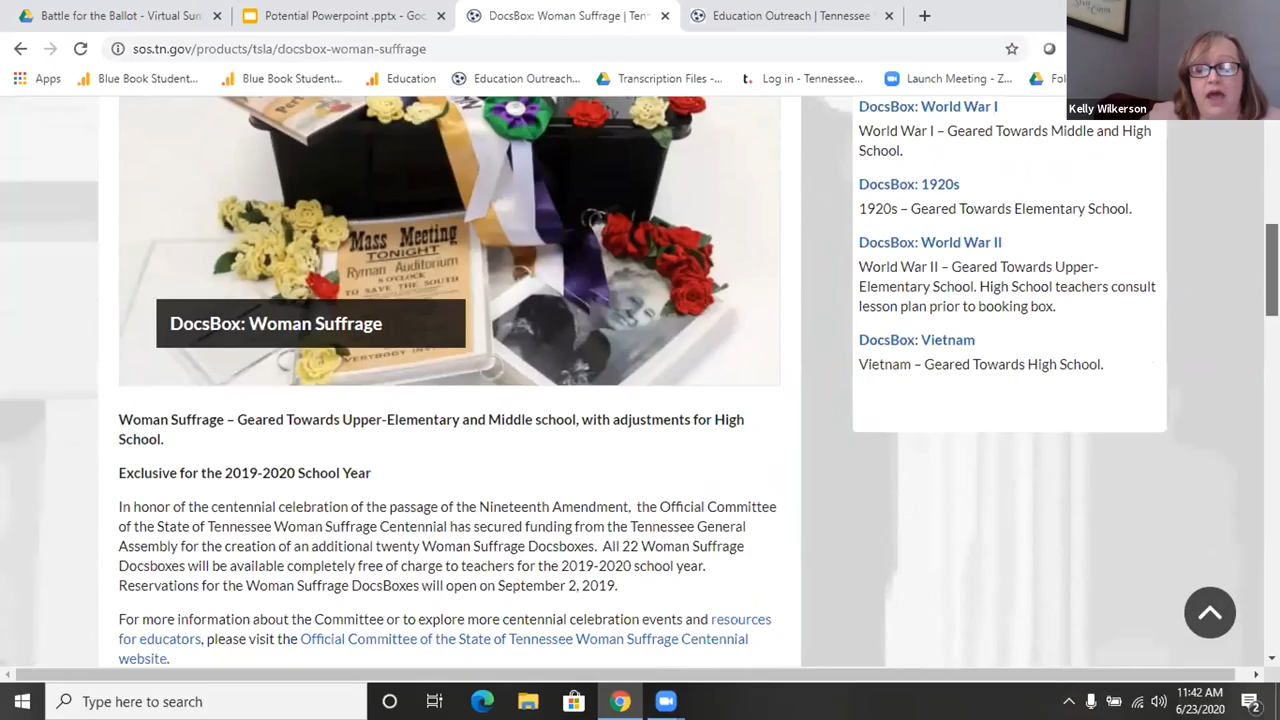 Battle for the Ballot - Virtual Sum
Potential Powerpoint .pptx - Goo
DocsBox: Woman Suffrage | Tenn
Education Outreach | Tennessee
sos.tn.gov/products/tsla/docsbox-woman-suffrage
Apps
Blue Book Student...
Blue Book Student...
Education
Education Outreach...
Transcription Files -...
Log in - Tennessee...
Launch Meeting - Z...
Kelly Wilkerson
DocsBox: World War I
World War I – Geared Towards Middle and High
School.
DocsBox: 1920s
1920s – Geared Towards Elementary School.
DocsBox: World War II
World War II – Geared Towards Upper-
Elementary School. High School teachers consult
lesson plan prior to booking box.
DocsBox: Vietnam
Vietnam – Geared Towards High School.
Mass Meeting
TONIGHT
Ryman Auditorium
8 O'CLOCK
TO SAVE THE SOUTH
DocsBox: Woman Suffrage
Woman Suffrage – Geared Towards Upper-Elementary and Middle school, with adjustments for High
School.
Exclusive for the 2019-2020 School Year
In honor of the centennial celebration of the passage of the Nineteenth Amendment, the Official Committee
of the State of Tennessee Woman Suffrage Centennial has secured funding from the Tennessee General
Assembly for the creation of an additional twenty Woman Suffrage Docsboxes. All 22 Woman Suffrage
Docsboxes will be available completely free of charge to teachers for the 2019-2020 school year.
Reservations for the Woman Suffrage DocsBoxes will open on September 2, 2019.
For more information about the Committee or to explore more centennial celebration events and resources
for educators, please visit the Official Committee of the State of Tennessee Woman Suffrage Centennial
website.
Type here to search
11:42 AM
6/23/2020
2